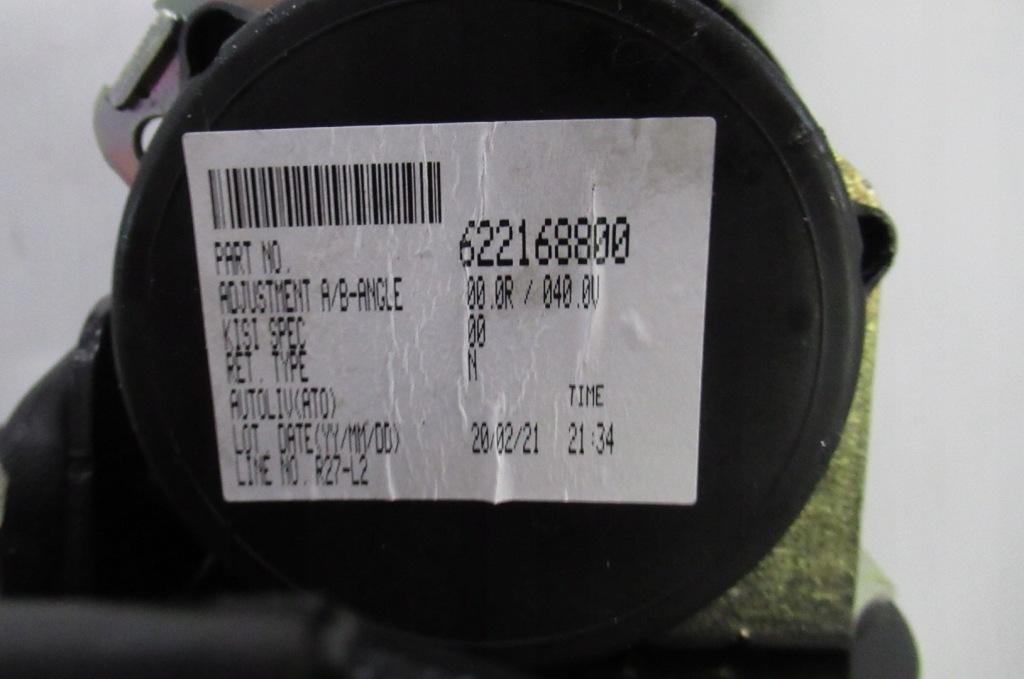 PART NO. 622168800
ADJUSTMENT A/B-ANGLE 00.0R / 040.0V
KISI SPEC 00
RET. TYPE N
AUTOLIV(ATO) TIME
LOT. DATE(YY/MM/DD) 20/02/21 21:34
LINE NO. R27-L2